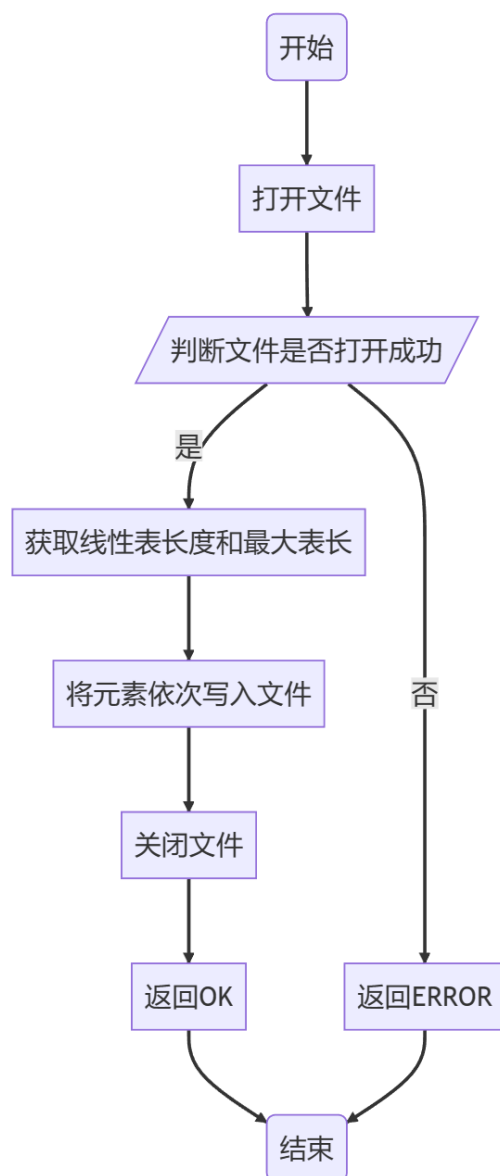 开始
打开文件
判断文件是否打开成功
是
获取线性表长度和最大表长
将元素依次写入文件
否
关闭文件
返回OK
返回ERROR
结束